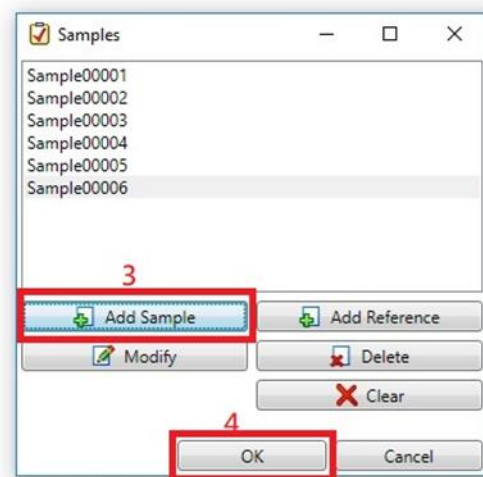 Samples
Sample00001
Sample00002
Sample00003
Sample00004
Sample00005
Sample00006
3
Add Sample
Add Reference
Modify
Delete
Clear
4
OK
Cancel